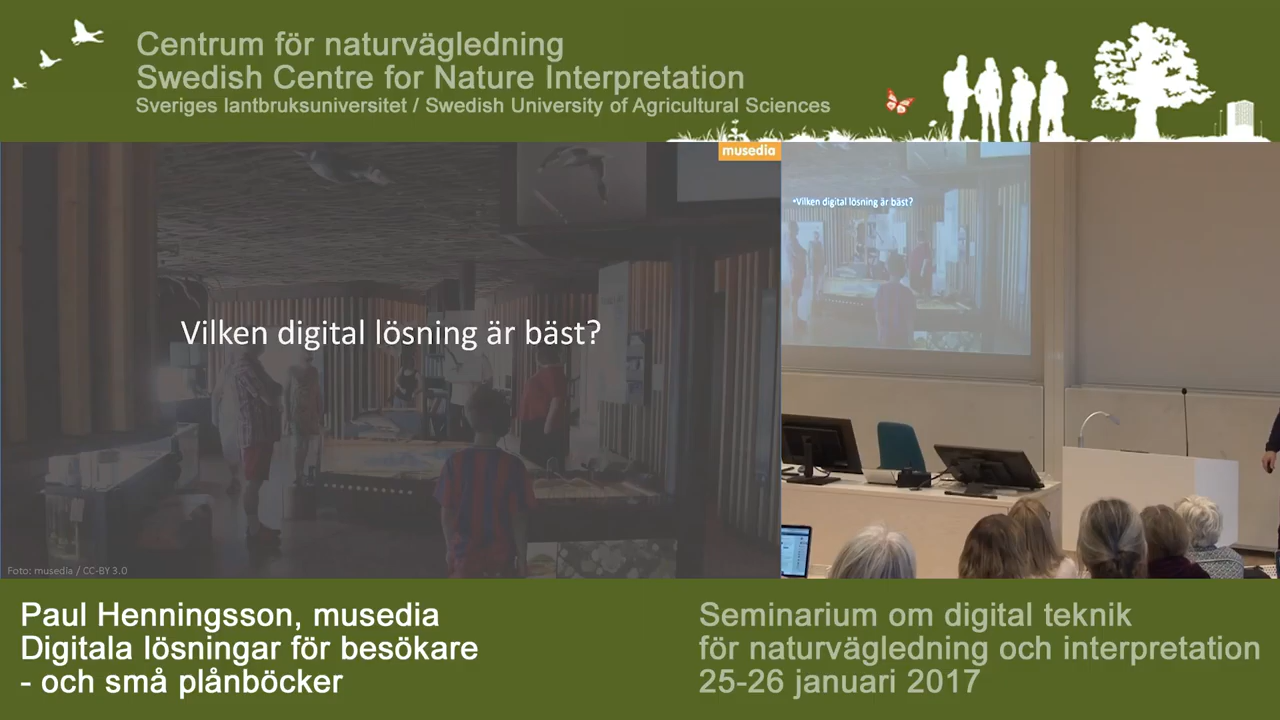 Centrum för naturvägledning
Swedish Centre for Nature Interpretation
Sveriges lantbruksuniversitet / Swedish University of Agricultural Sciences
musedia
Vilken digital lösning är bäst?
Foto: musedia / CC-BY 3.0
•Vilken digital lösning är bäst?
Paul Henningsson, musedia
Digitala lösningar för besökare
- och små plånböcker
Seminarium om digital teknik
för naturvägledning och interpretation
25-26 januari 2017